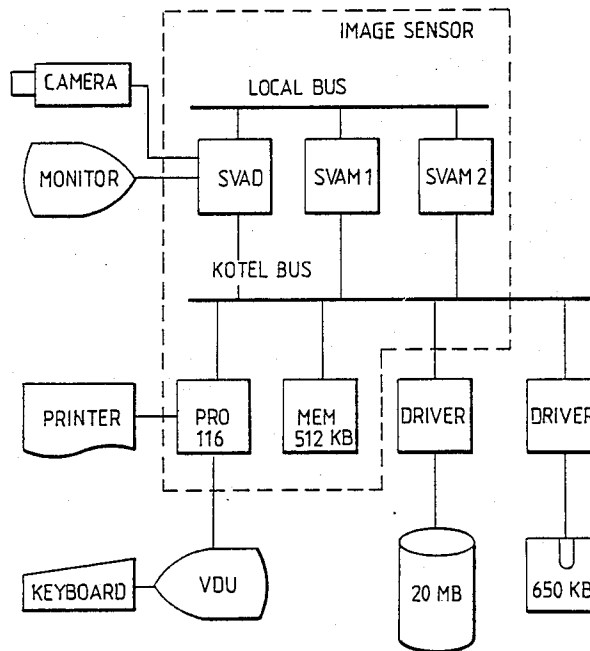 IMAGE SENSOR
CAMERA
LOCAL BUS
MONITOR
SVAD
SVAM 1
SVAM 2
KOTEL BUS
PRINTER
PRO
116
MEM
512 KB
DRIVER
DRIVER
KEYBOARD
VDU
20 MB
650 KB